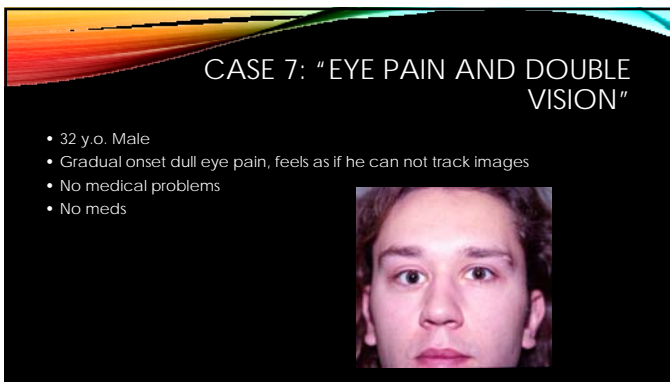 CASE 7: “EYE PAIN AND DOUBLE
VISION”
• 32 y.o. Male
• Gradual onset dull eye pain, feels as if he can not track images
• No medical problems
• No meds